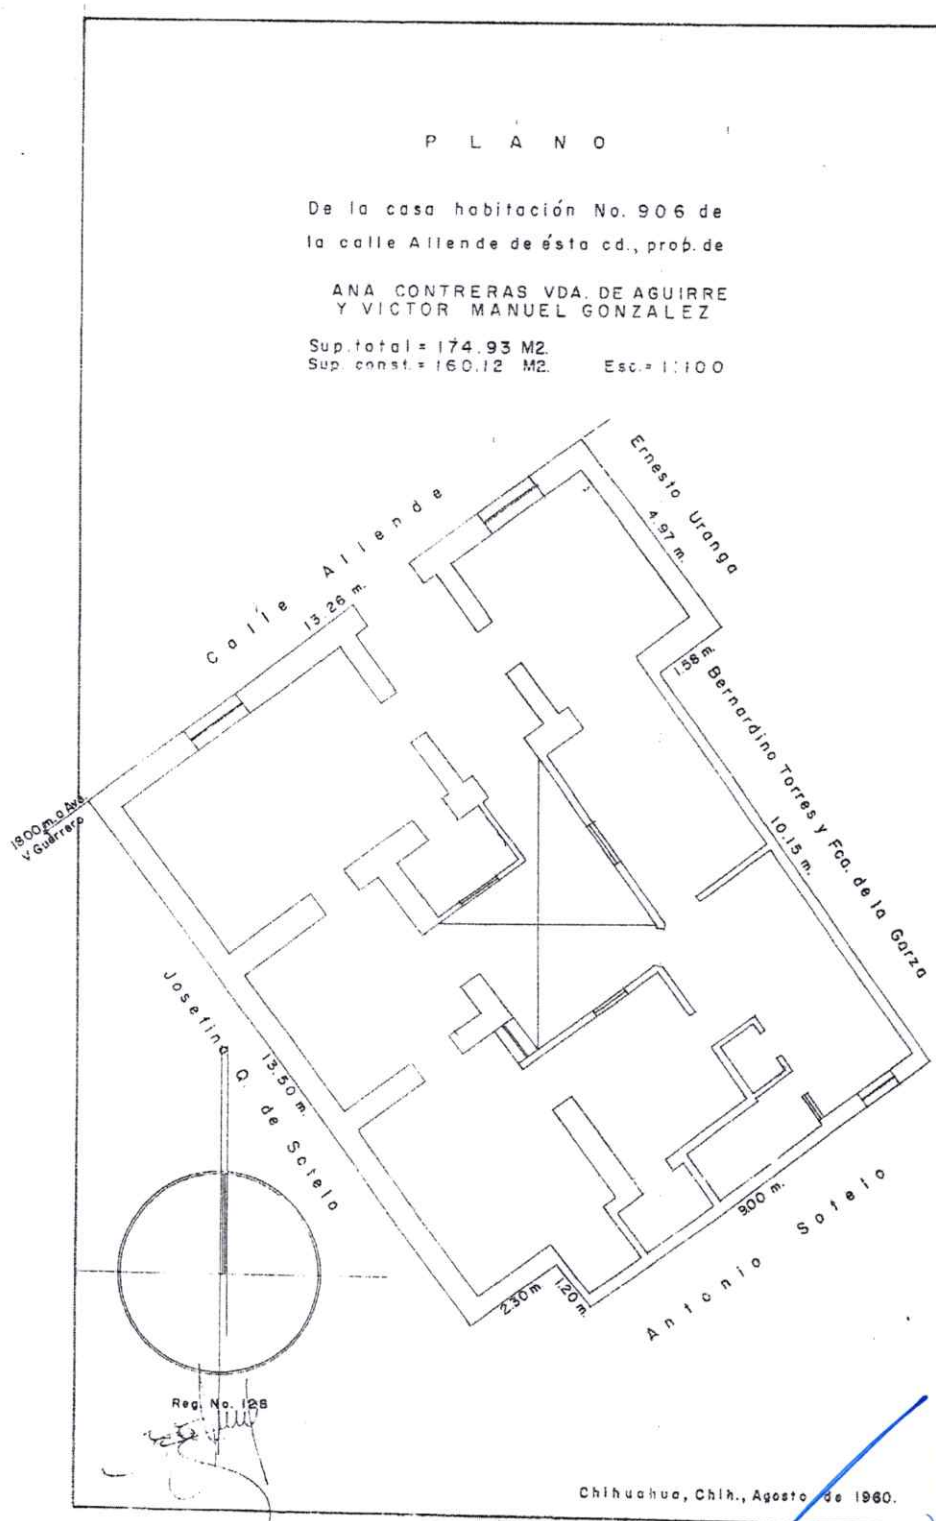 P L A N O
De la casa habitación No. 906 de
la calle Allende de ésta cd., prop. de
ANA CONTRERAS VDA. DE AGUIRRE
Y VICTOR MANUEL GONZALEZ
Sup. total = 174.93 M2.
Sup. const. = 160.12 M2. Esc. = 1:100
Calle Allende
13.26 m.
Ernesto Uranga
4.97 m.
1.58 m.
Bernardino Torres y Fca. de la Garza
10.15 m.
1800 m. a Ave.
V Guerrero
Josefina Q. de Sotelo
13.50 m.
2.30 m
1.20 m.
9.00 m.
Antonio Sotelo
Reg. No. 128
Chihuahua, Chih., Agosto de 1960.